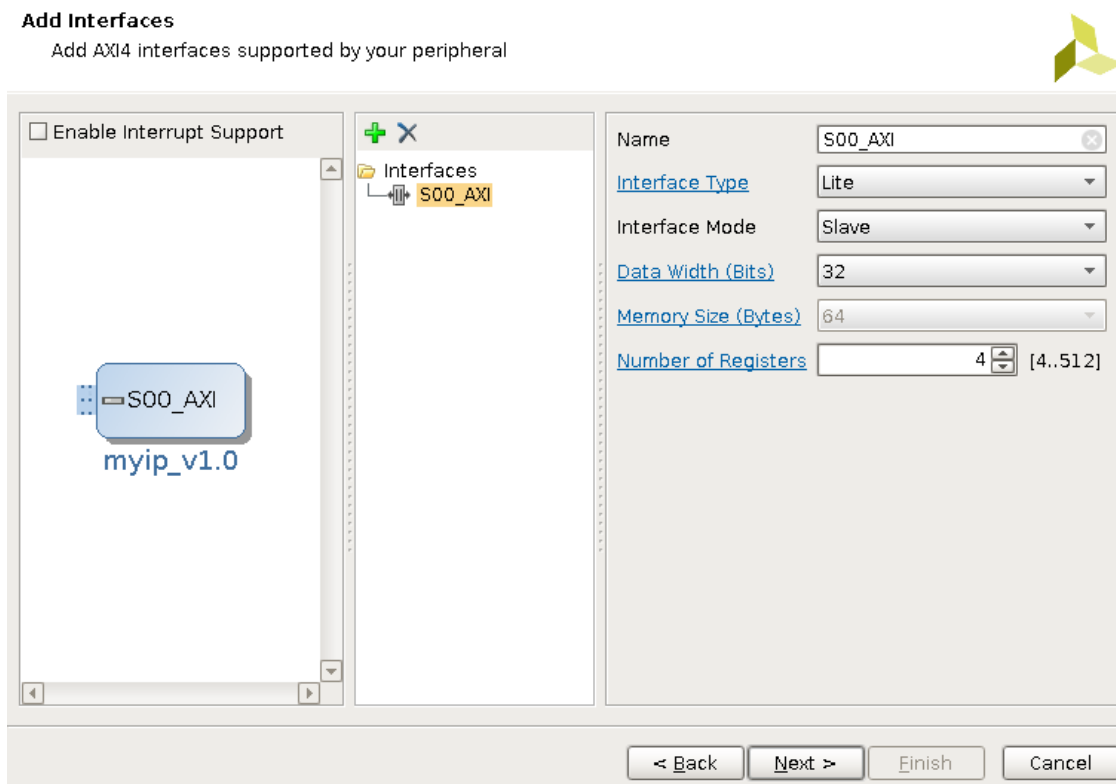 Add Interfaces
Add AXI4 interfaces supported by your peripheral
Enable Interrupt Support
S00_AXI
myip_v1.0
Interfaces
S00_AXI
Name S00_AXI
Interface Type Lite
Interface Mode Slave
Data Width (Bits) 32
Memory Size (Bytes) 64
Number of Registers 4 [4..512]
< Back Next > Finish Cancel